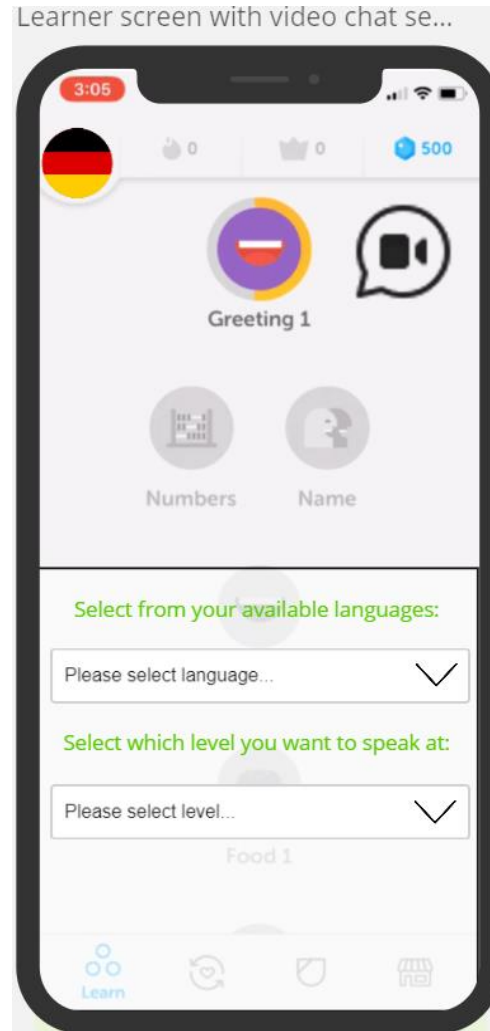 Learner screen with video chat se...
3:05
0 0 500
Greeting 1
Numbers Name
Select from your available languages:
Please select language...
Select which level you want to speak at:
Please select level...
Food 1
Learn